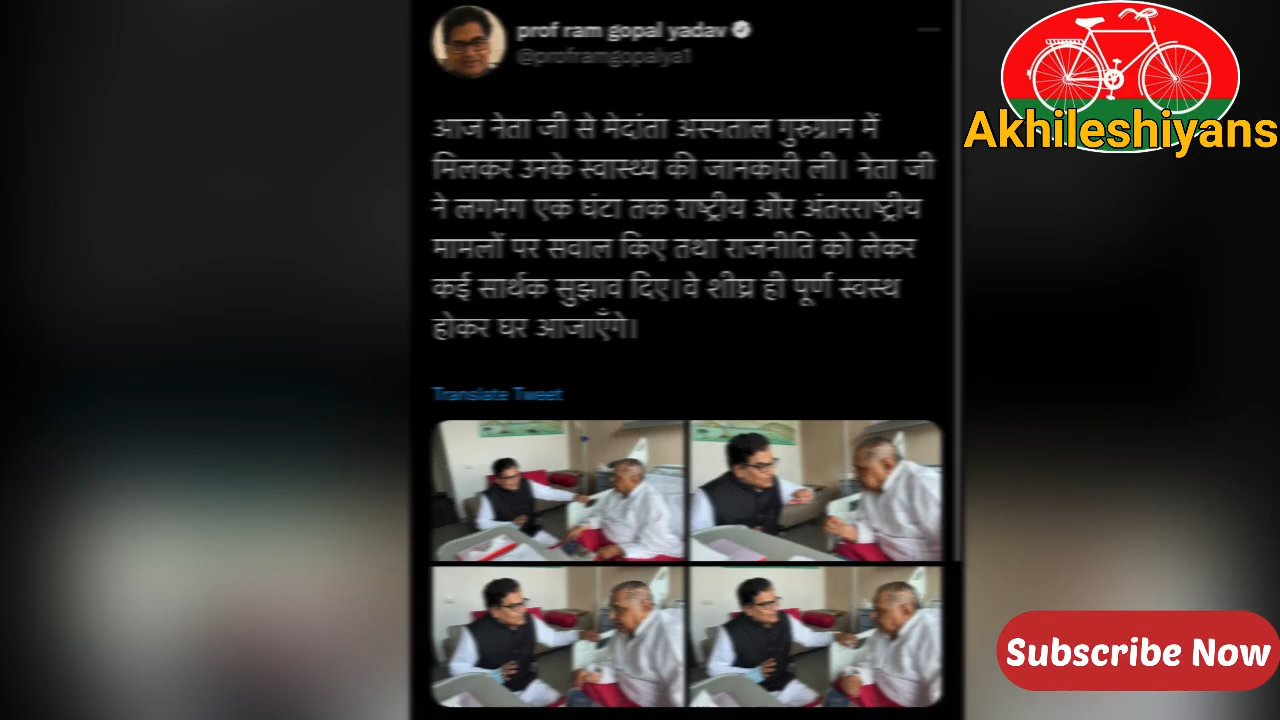 prof ram gopal yadav
@proframgopalya1
Akhileshiyans
आज नेता जी से मेदांता अस्पताल गुरुग्राम में
मिलकर उनके स्वास्थ्य की जानकारी ली। नेता जी
ने लगभग एक घंटा तक राष्ट्रीय और अंतरराष्ट्रीय
मामलों पर सवाल किए तथा राजनीति को लेकर
कई सार्थक सुझाव दिए।वे शीघ्र ही पूर्ण स्वस्थ
होकर घर आजाएँगे।
Translate Tweet
Subscribe Now